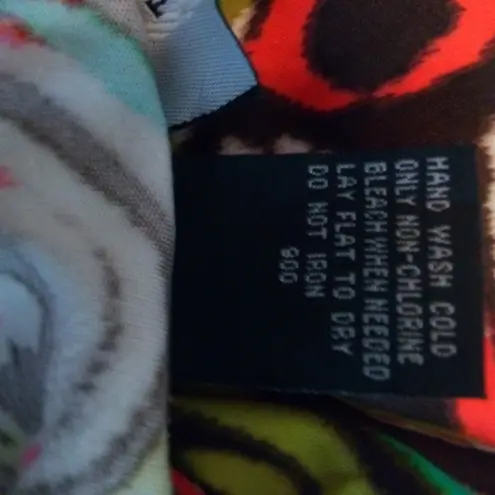 HAND WASH COLD
ONLY NON-CHLORINE
BLEACH WHEN NEEDED
LAY FLAT TO DRY
DO NOT IRON
900